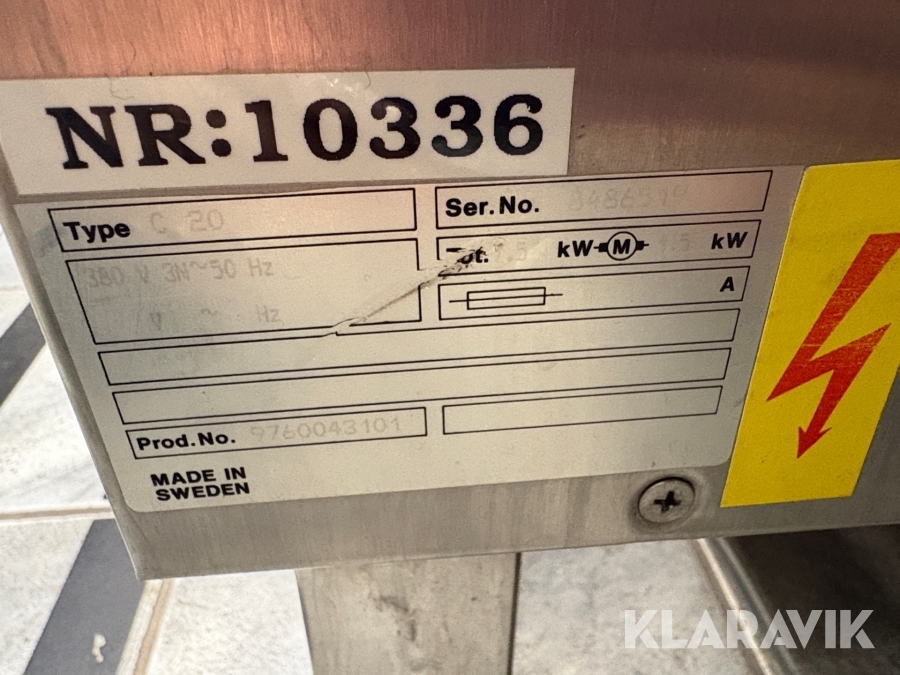 NR:10336
Type C 20
Ser.No.
380 V 3N~50 Hz
kW M kW
V ~ Hz
A
Prod.No. 9760043101
MADE IN
SWEDEN
KLARAVIK